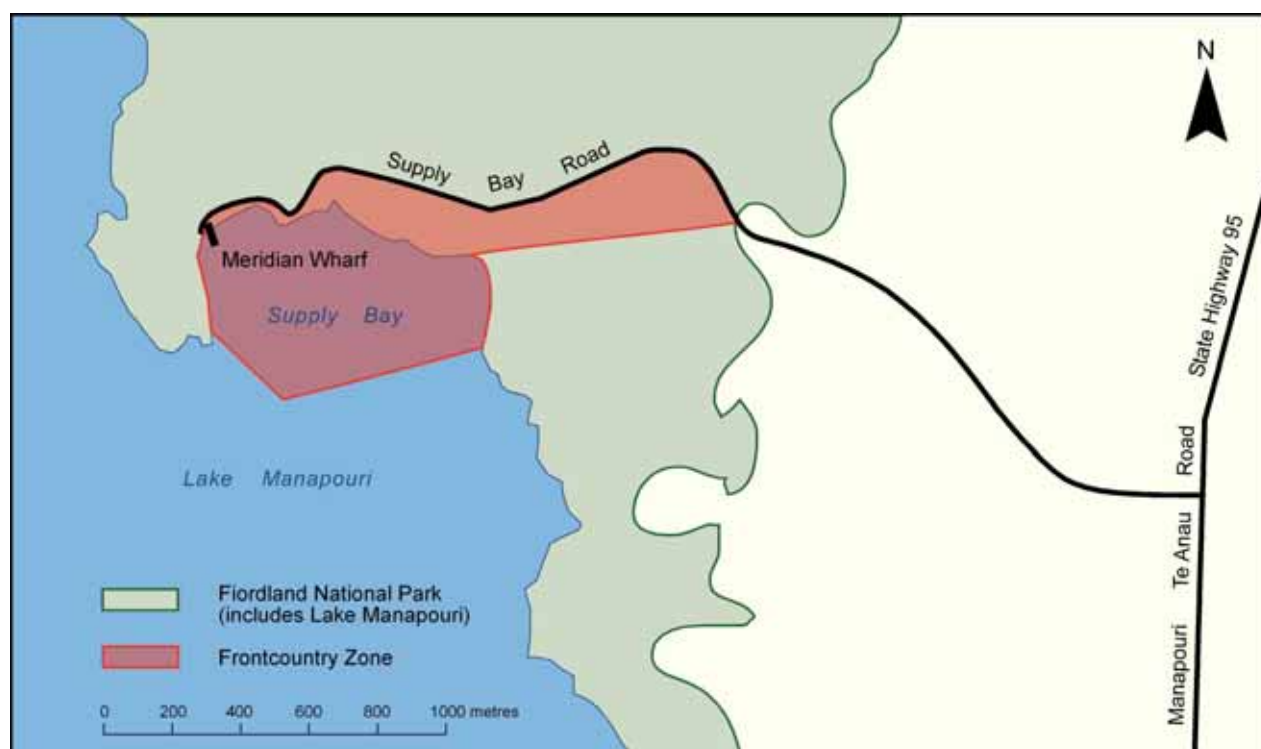 N
Supply Bay Road
State Highway 95
Meridian Wharf
Supply Bay
Lake Manapouri
Manapouri Te Anau Road
Fiordland National Park
(includes Lake Manapouri)
Frontcountry Zone
0 200 400 600 800 1000 metres